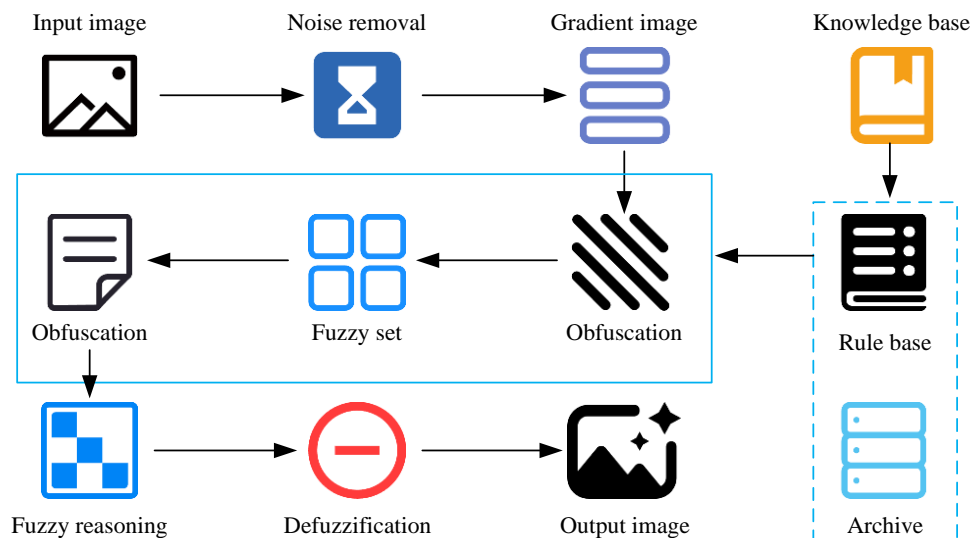 Input image
Noise removal
Gradient image
Knowledge base
Obfuscation
Fuzzy set
Obfuscation
Rule base
Fuzzy reasoning
Defuzzification
Output image
Archive